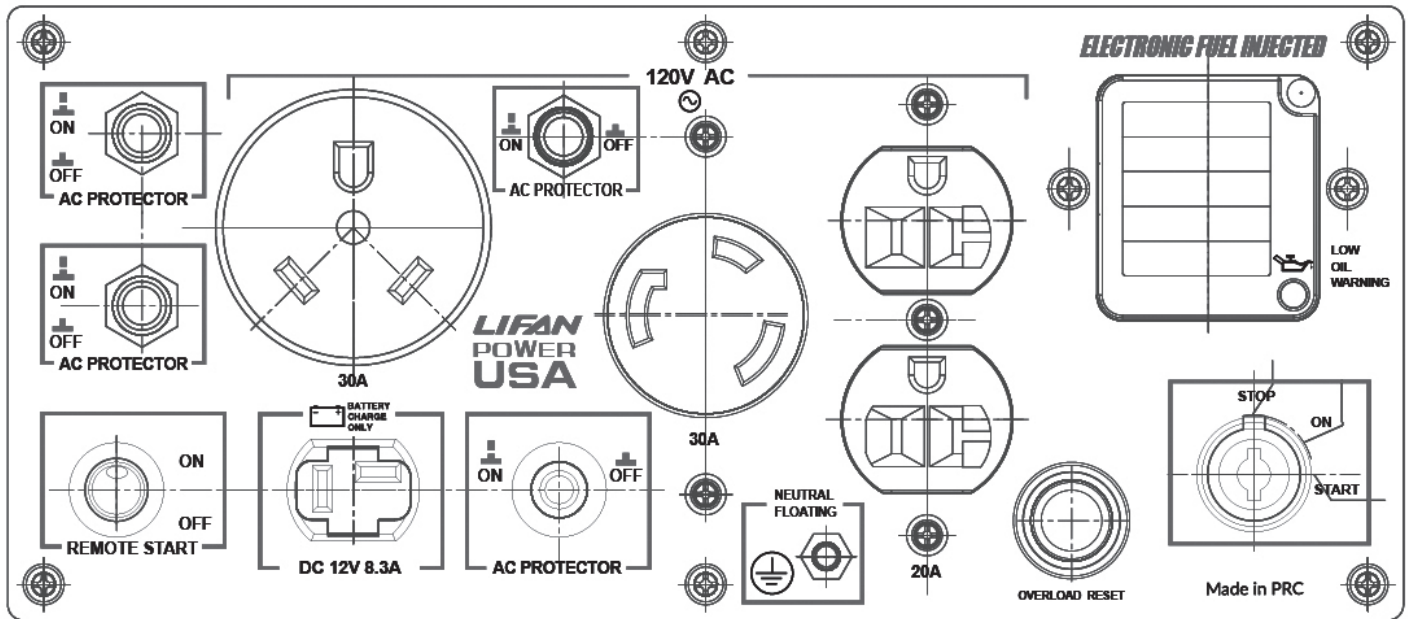 ELECTRONIC FUEL INJECTED
120V AC
ON
OFF
AC PROTECTOR
ON
OFF
AC PROTECTOR
ON
OFF
AC PROTECTOR
30A
LIFAN
POWER
USA
30A
LOW
OIL
WARNING
ON
OFF
REMOTE START
- +
BATTERY
CHARGE
ONLY
DC 12V 8.3A
ON
OFF
AC PROTECTOR
NEUTRAL
FLOATING
20A
OVERLOAD RESET
STOP
ON
START
Made in PRC